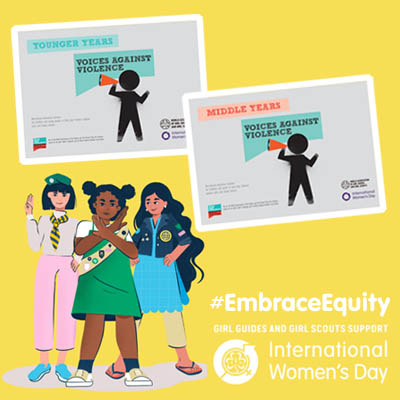 YOUNGER YEARS
VOICES AGAINST
VIOLENCE
International
Women's Day
MIDDLE YEARS
VOICES AGAINST
VIOLENCE
International
Women's Day
#EmbraceEquity
GIRL GUIDES AND GIRL SCOUTS SUPPORT
International
Women's Day